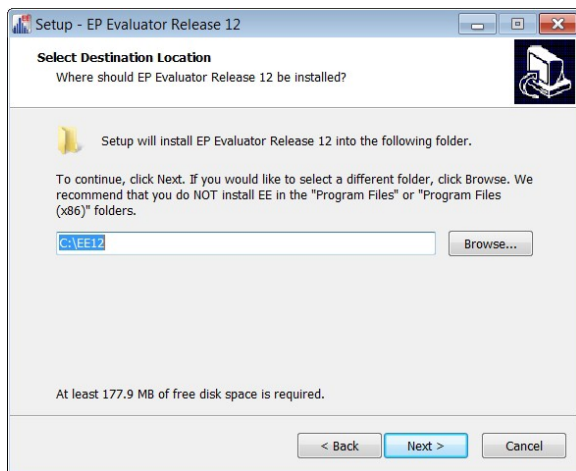 Setup - EP Evaluator Release 12
Select Destination Location
Where should EP Evaluator Release 12 be installed?
Setup will install EP Evaluator Release 12 into the following folder.
To continue, click Next. If you would like to select a different folder, click Browse. We
recommend that you do NOT install EE in the "Program Files" or "Program Files
(x86)" folders.
C:\EE12
Browse...
At least 177.9 MB of free disk space is required.
< Back
Next >
Cancel